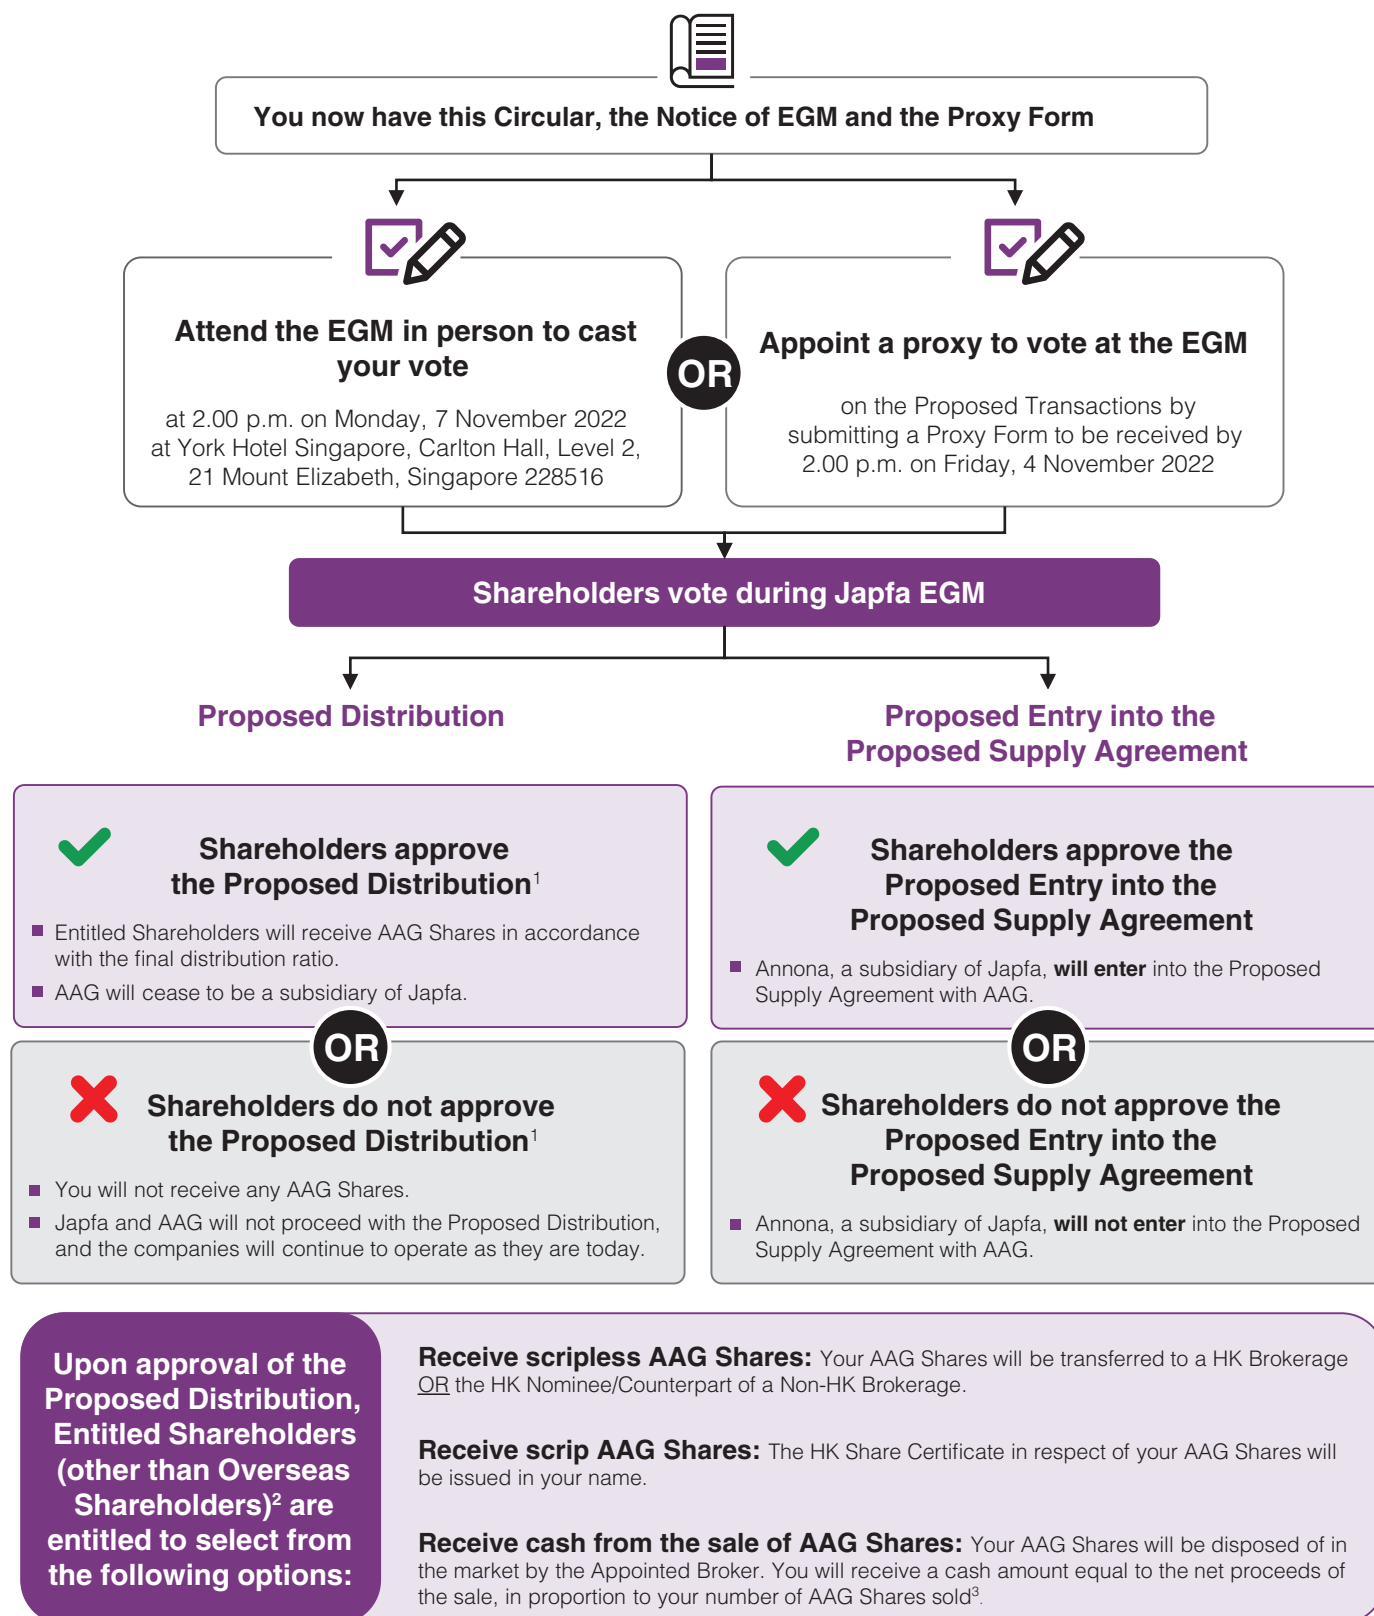 You now have this Circular, the Notice of EGM and the Proxy Form
Attend the EGM in person to cast
your vote
at 2.00 p.m. on Monday, 7 November 2022
at York Hotel Singapore, Carlton Hall, Level 2,
21 Mount Elizabeth, Singapore 228516
OR
Appoint a proxy to vote at the EGM
on the Proposed Transactions by
submitting a Proxy Form to be received by
2.00 p.m. on Friday, 4 November 2022
Shareholders vote during Japfa EGM
Proposed Distribution
Shareholders approve
the Proposed Distribution¹
Entitled Shareholders will receive AAG Shares in accordance
with the final distribution ratio.
AAG will cease to be a subsidiary of Japfa.
OR
Shareholders do not approve
the Proposed Distribution¹
You will not receive any AAG Shares.
Japfa and AAG will not proceed with the Proposed Distribution,
and the companies will continue to operate as they are today.
Proposed Entry into the
Proposed Supply Agreement
Shareholders approve the
Proposed Entry into the
Proposed Supply Agreement
Annona, a subsidiary of Japfa, will enter into the Proposed
Supply Agreement with AAG.
OR
Shareholders do not approve the
Proposed Entry into the
Proposed Supply Agreement
Annona, a subsidiary of Japfa, will not enter into the Proposed
Supply Agreement with AAG.
Upon approval of the
Proposed Distribution,
Entitled Shareholders
(other than Overseas
Shareholders)² are
entitled to select from
the following options:
Receive scripless AAG Shares: Your AAG Shares will be transferred to a HK Brokerage
OR the HK Nominee/Counterpart of a Non-HK Brokerage.
Receive scrip AAG Shares: The HK Share Certificate in respect of your AAG Shares will
be issued in your name.
Receive cash from the sale of AAG Shares: Your AAG Shares will be disposed of in
the market by the Appointed Broker. You will receive a cash amount equal to the net proceeds of
the sale, in proportion to your number of AAG Shares sold³.